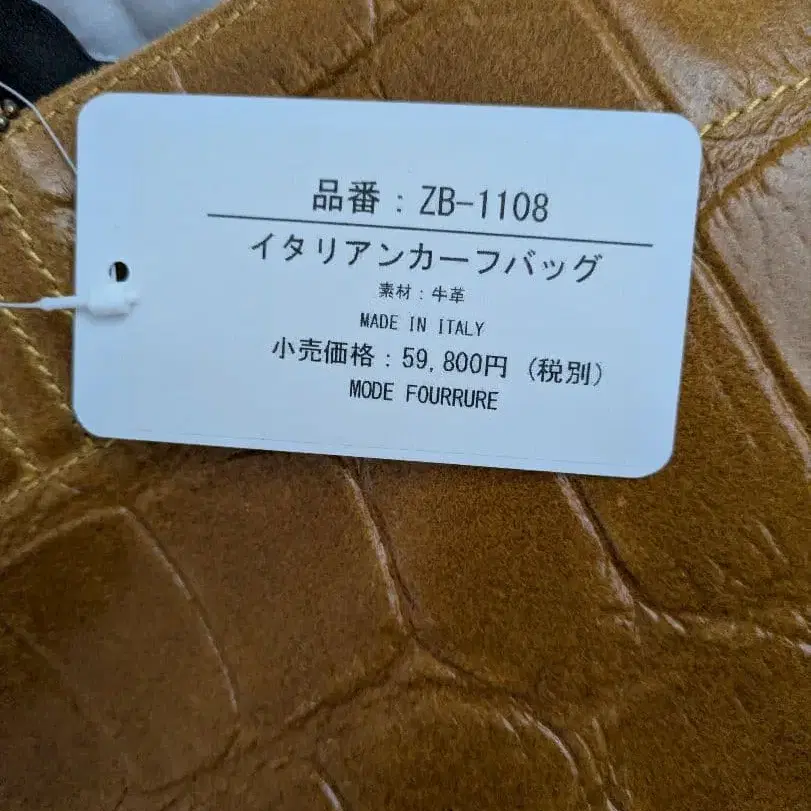 品番：ZB-1108
イタリアンカーフバッグ
素材：牛革
MADE IN ITALY
小売価格：59,800円（税別）
MODE FOURRURE